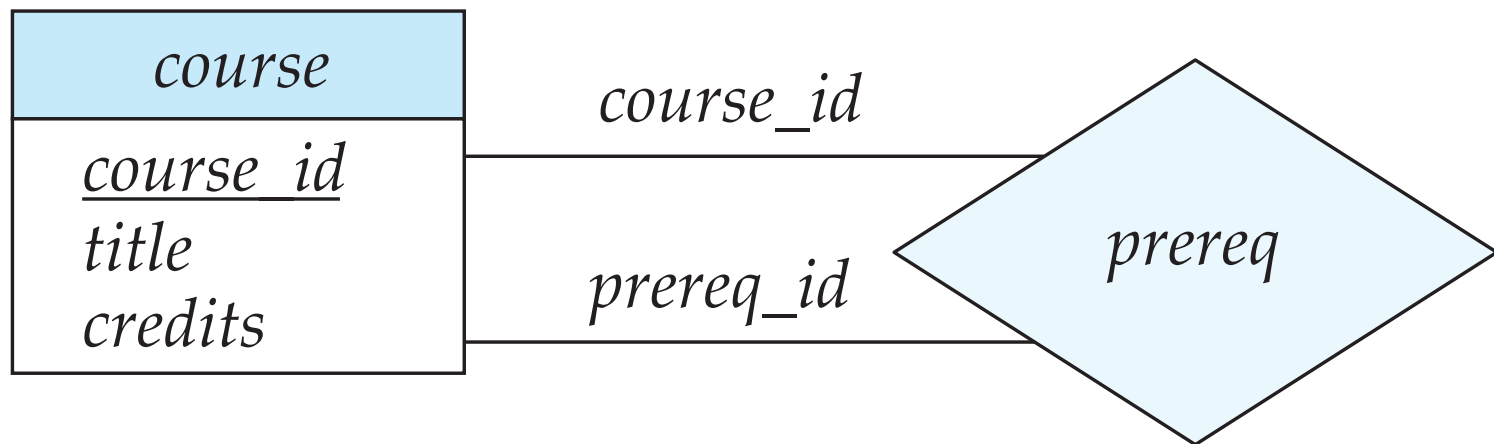 course
course_id
title
credits
course_id
prereq_id
prereq